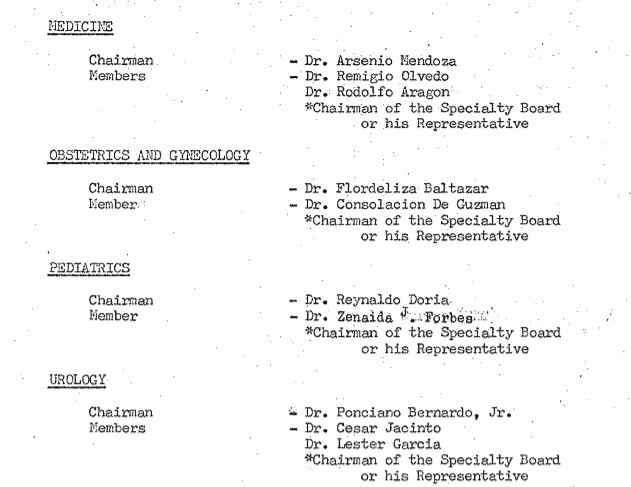 MEDICINE
Chairman - Dr. Arsenio Mendoza
Members - Dr. Remigio Olvedo
Dr. Rodolfo Aragon
*Chairman of the Specialty Board
or his Representative
OBSTETRICS AND GYNECOLOGY
Chairman - Dr. Flordeliza Baltazar
Member - Dr. Consolacion De Guzman
*Chairman of the Specialty Board
or his Representative
PEDIATRICS
Chairman - Dr. Reynaldo Doria
Member - Dr. Zenaida J. Forbes
*Chairman of the Specialty Board
or his Representative
UROLOGY
Chairman - Dr. Ponciano Bernardo, Jr.
Members - Dr. Cesar Jacinto
Dr. Lester Garcia
*Chairman of the Specialty Board
or his Representative